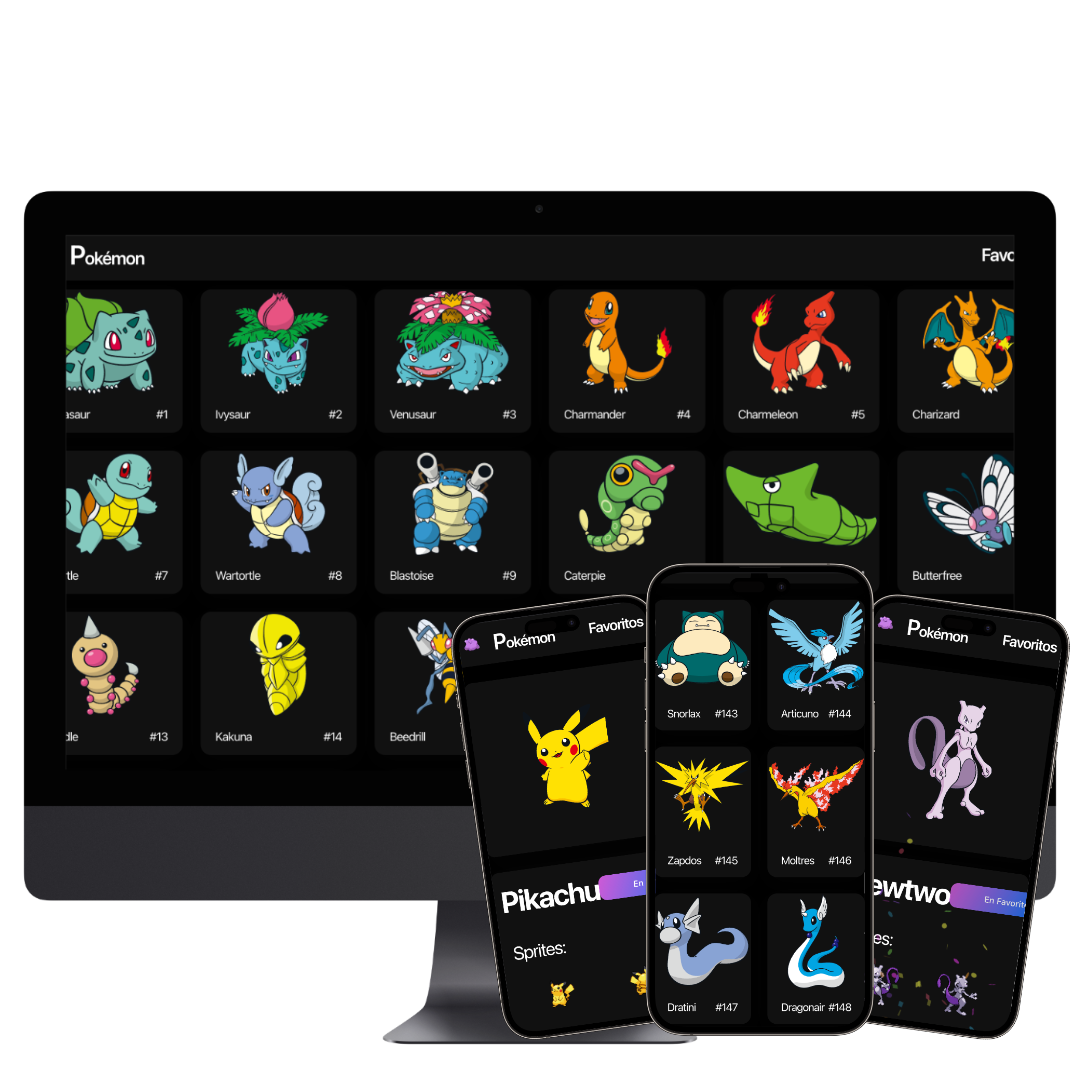 Pokémon
Favo
asaur #1
Ivysaur #2
Venusaur #3
Charmander #4
Charmeleon #5
Charizard
tle #7
Wartortle #8
Blastoise #9
Caterpie
Butterfree
dle #13
Kakuna #14
Beedrill
Pokémon
Favoritos
Pikachu
En
Sprites:
Snorlax #143
Articuno #144
Zapdos #145
Moltres #146
Dratini #147
Dragonair #148
Pokémon
Favoritos
ewtwo
En Favorit
es: